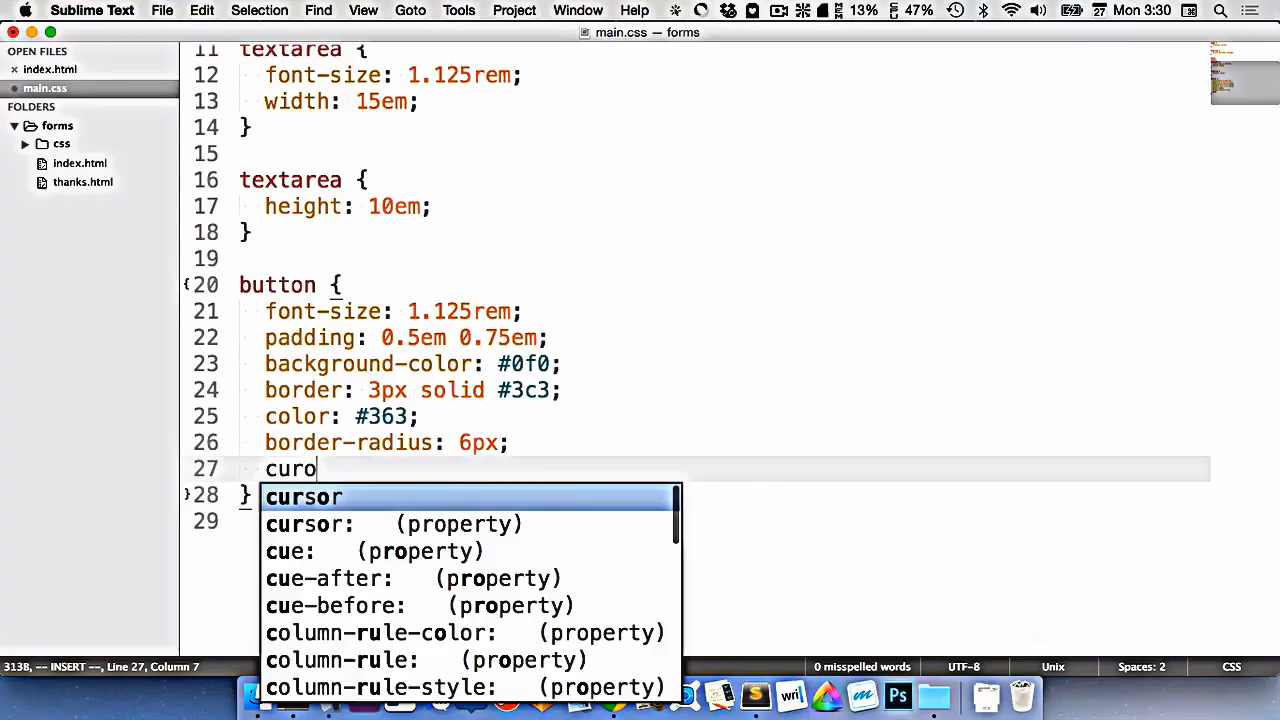 Sublime Text File Edit Selection Find View Goto Tools Project Window Help 13% 47% Mon 3:30
main.css — forms
OPEN FILES
index.html
main.css
FOLDERS
forms
css
index.html
thanks.html
11 textarea {
12 font-size: 1.125rem;
13 width: 15em;
14 }
15
16 textarea {
17 height: 10em;
18 }
19
20 button {
21 font-size: 1.125rem;
22 padding: 0.5em 0.75em;
23 background-color: #0f0;
24 border: 3px solid #3c3;
25 color: #363;
26 border-radius: 6px;
27 curo
28 }
29
cursor
cursor: (property)
cue: (property)
cue-after: (property)
cue-before: (property)
column-rule-color: (property)
column-rule: (property)
column-rule-style: (property)
313B, -- INSERT --, Line 27, Column 7 0 misspelled words UTF-8 Unix Spaces: 2 CSS
wri Ps